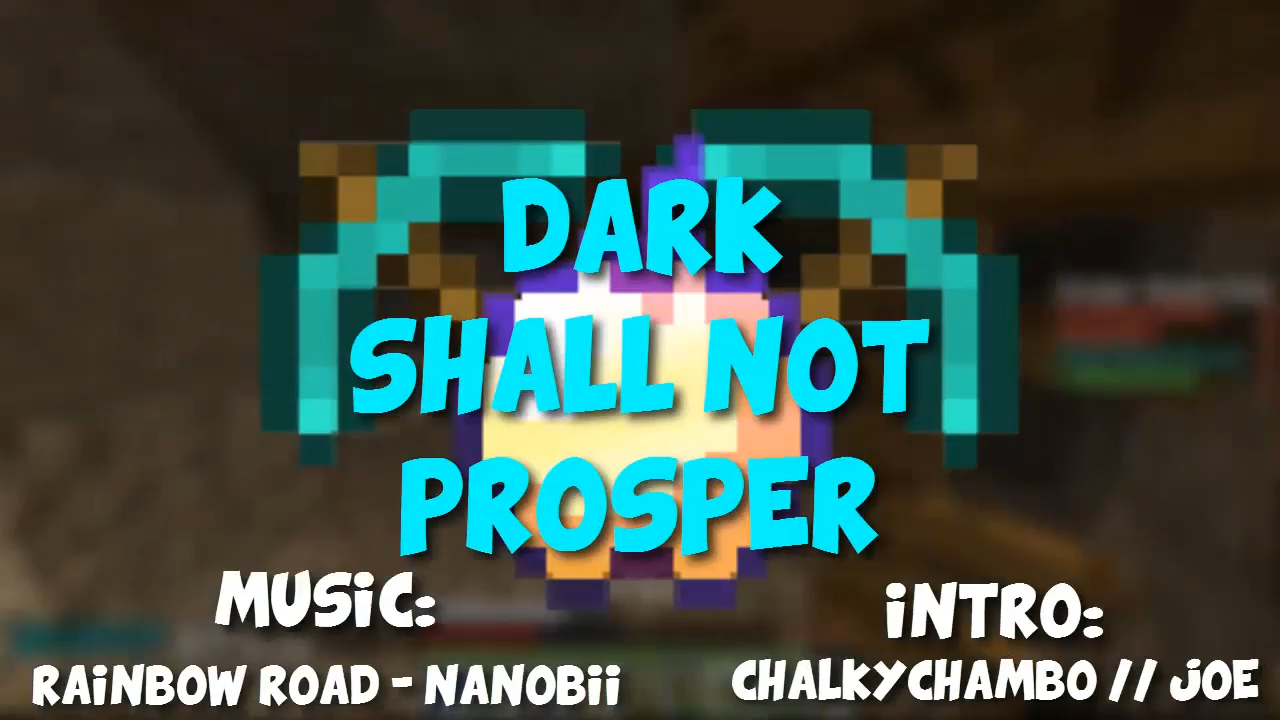 DARK
SHALL NOT
PROSPER
MUSiC:
RAiNBOW ROAD - NANOBii
iNTRO:
CHALKYCHAMBO // JOE